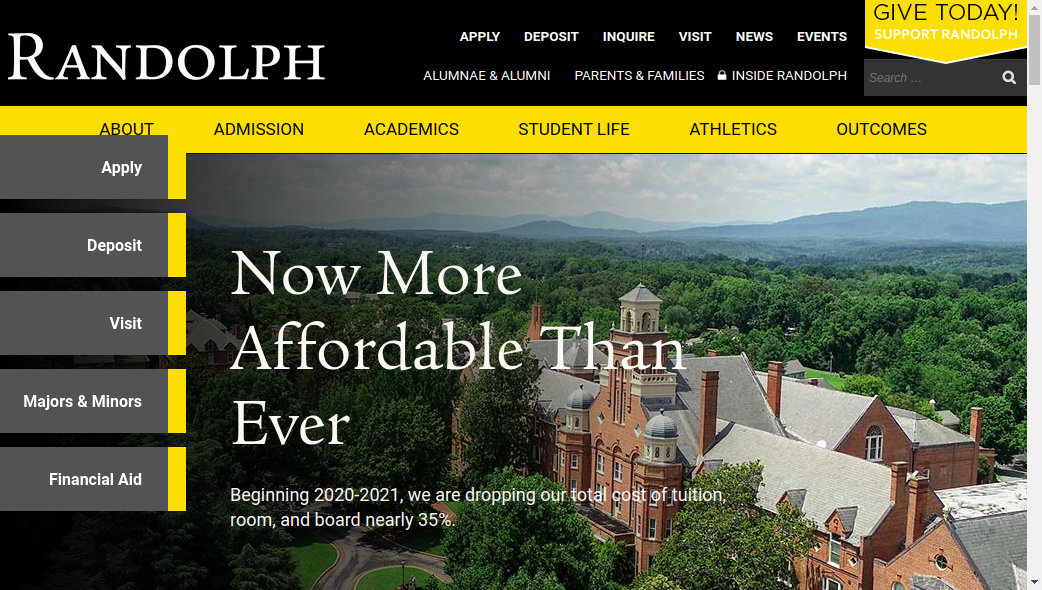 GIVE TODAY!
SUPPORT RANDOLPH
RANDOLPH
APPLY DEPOSIT INQUIRE VISIT NEWS EVENTS
ALUMNAE & ALUMNI PARENTS & FAMILIES INSIDE RANDOLPH
Search ...
ABOUT ADMISSION ACADEMICS STUDENT LIFE ATHLETICS OUTCOMES
Apply
Deposit
Visit
Majors & Minors
Financial Aid
Now More
Affordable Than
Ever
Beginning 2020-2021, we are dropping our total cost of tuition,
room, and board nearly 35%.